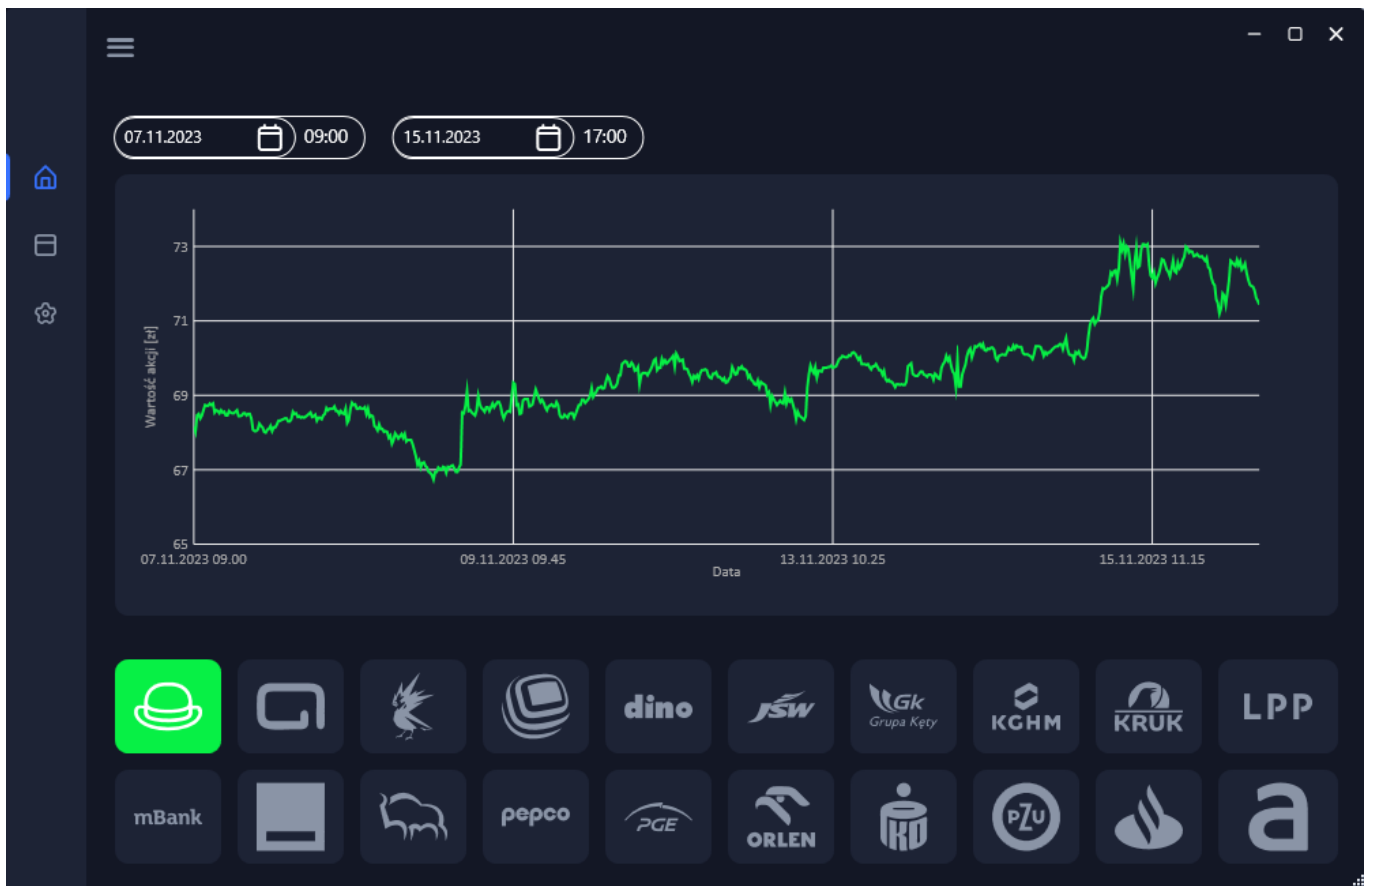 07.11.2023 09:00 15.11.2023 17:00
73
71
Wartość akcji [zł]
69
67
65
07.11.2023 09.00 09.11.2023 09.45 13.11.2023 10.25 15.11.2023 11.15
Data
dino JSW Gk Grupa Kęty KGHM KRUK LPP
mBank pepco PGE ORLEN PKO PZU a